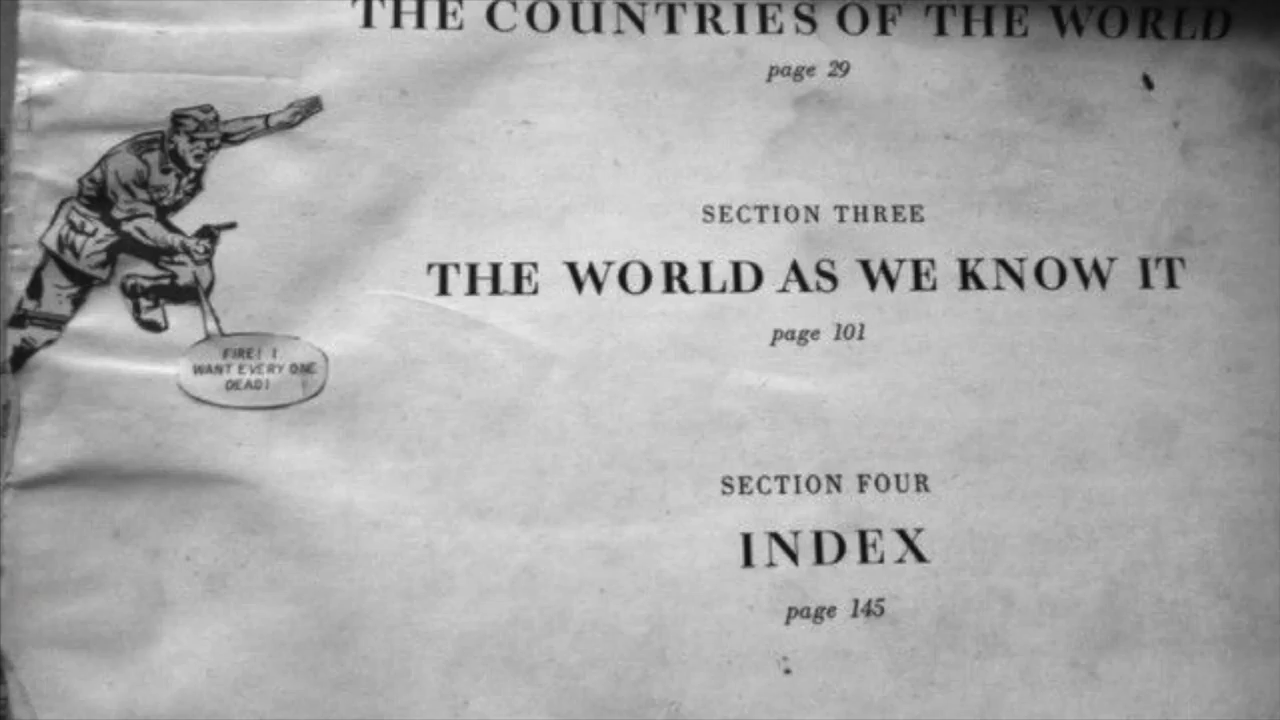 THE COUNTRIES OF THE WORLD
page 29
SECTION THREE
THE WORLD AS WE KNOW IT
page 101
FIRE! I
WANT EVERY ONE
DEAD!
SECTION FOUR
INDEX
page 145